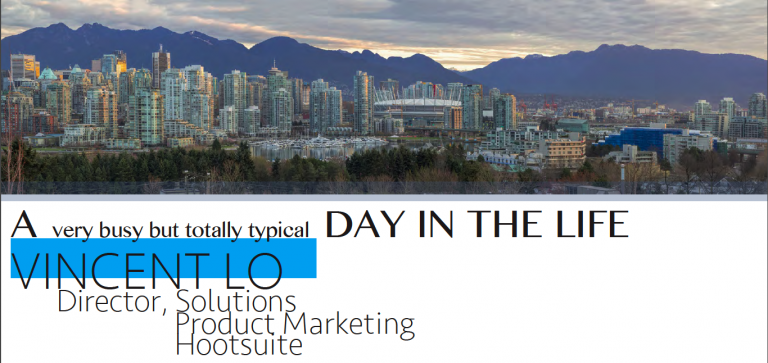 A very busy but totally typical DAY IN THE LIFE
VINCENT LO
Director, Solutions
Product Marketing
Hootsuite